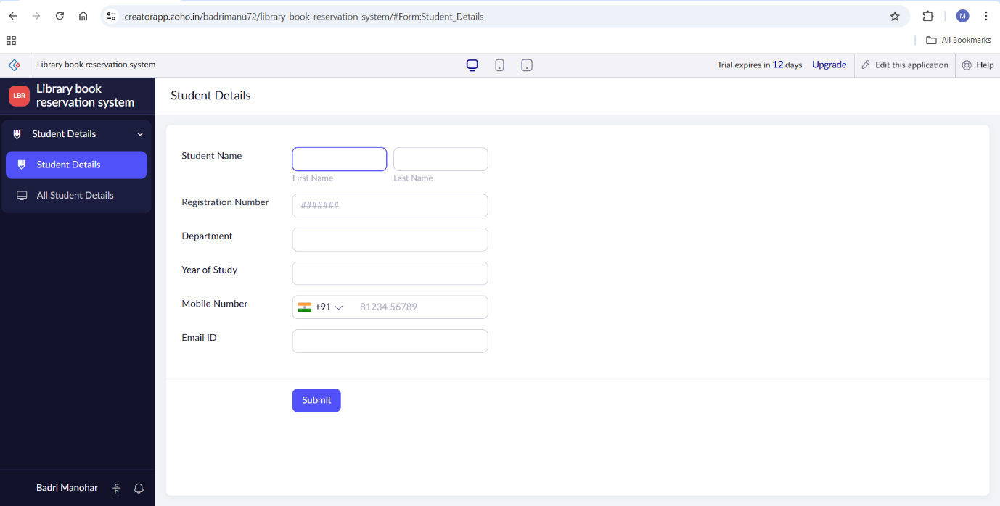 creatorapp.zoho.in/badrimanu72/library-book-reservation-system/#Form:Student_Details
M
All Bookmarks
Library book reservation system
Trial expires in 12 days
Upgrade
Edit this application
Help
LBR
Library book
reservation system
Student Details
Student Details
Student Details
All Student Details
Student Name
First Name
Last Name
Registration Number
#######
Department
Year of Study
Mobile Number
+91
81234 56789
Email ID
Submit
Badri Manohar